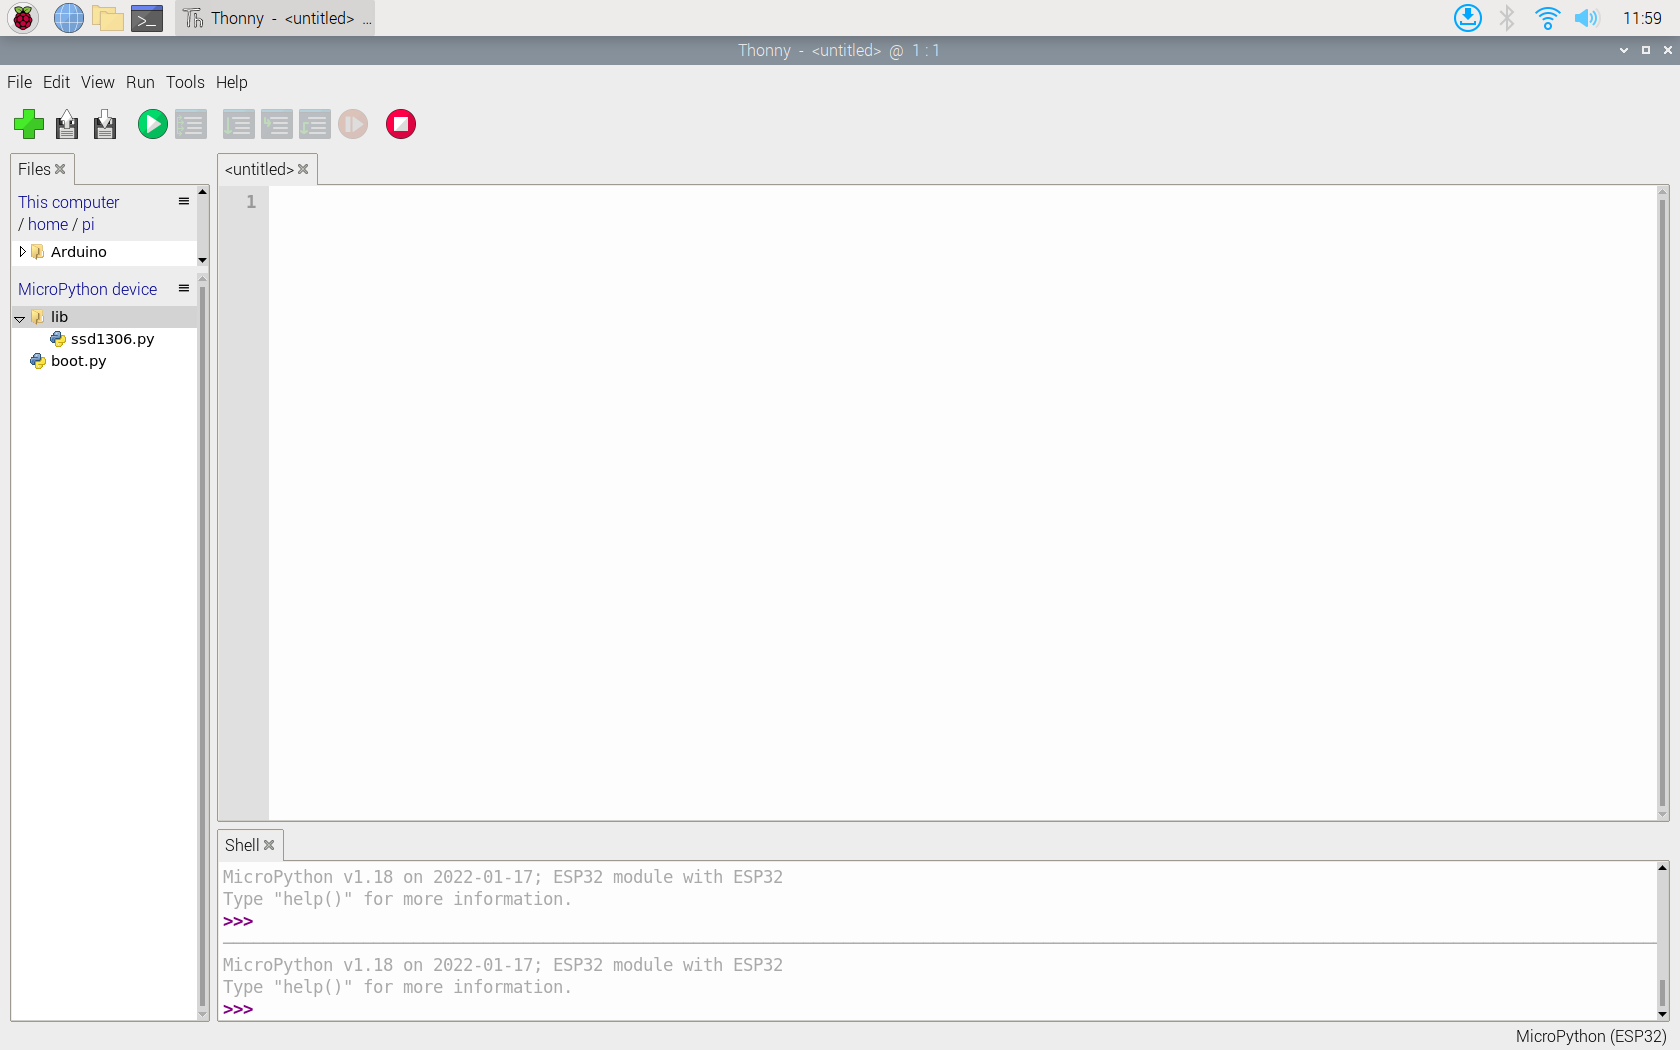 Thonny - <untitled> ...
11:59
Thonny - <untitled> @ 1 : 1
File Edit View Run Tools Help
Files
This computer
/ home / pi
Arduino
MicroPython device
lib
ssd1306.py
boot.py
<untitled>
1
Shell
MicroPython v1.18 on 2022-01-17; ESP32 module with ESP32
Type "help()" for more information.
>>>
MicroPython v1.18 on 2022-01-17; ESP32 module with ESP32
Type "help()" for more information.
>>>
MicroPython (ESP32)